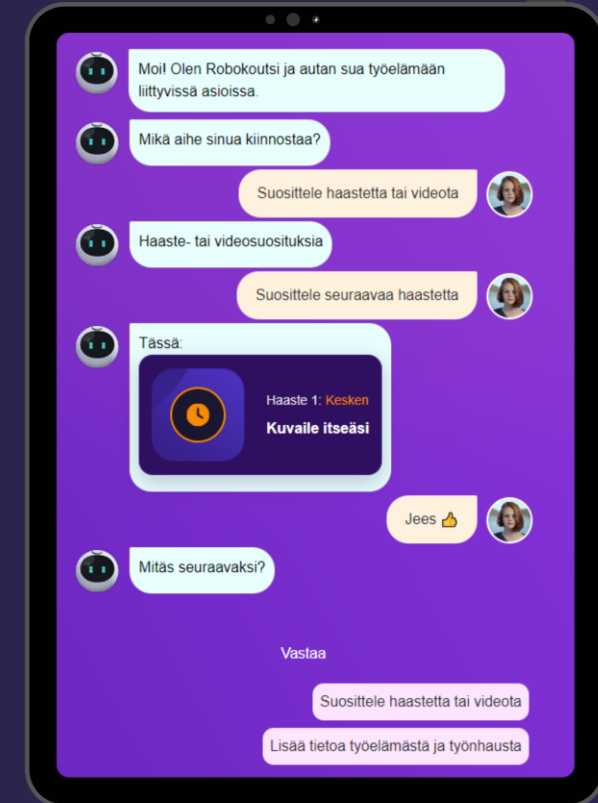 Moi! Olen Robokoutsi ja autan sua työelämään
liittyvissä asioissa.
Mikä aihe sinua kiinnostaa?
Suosittele haastetta tai videota
Haaste- tai videosuosituksia
Suosittele seuraavaa haastetta
Tässä:
Haaste 1: Kesken
Kuvaile itseäsi
Jees 👍
Mitäs seuraavaksi?
Vastaa
Suosittele haastetta tai videota
Lisää tietoa työelämästä ja työnhausta